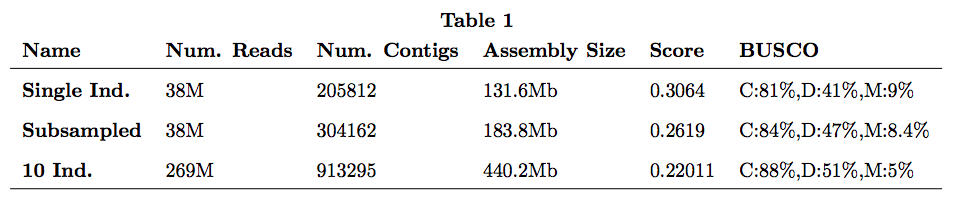 Table 1
Name Num. Reads Num. Contigs Assembly Size Score BUSCO
Single Ind. 38M 205812 131.6Mb 0.3064 C:81%,D:41%,M:9%
Subsampled 38M 304162 183.8Mb 0.2619 C:84%,D:47%,M:8.4%
10 Ind. 269M 913295 440.2Mb 0.22011 C:88%,D:51%,M:5%